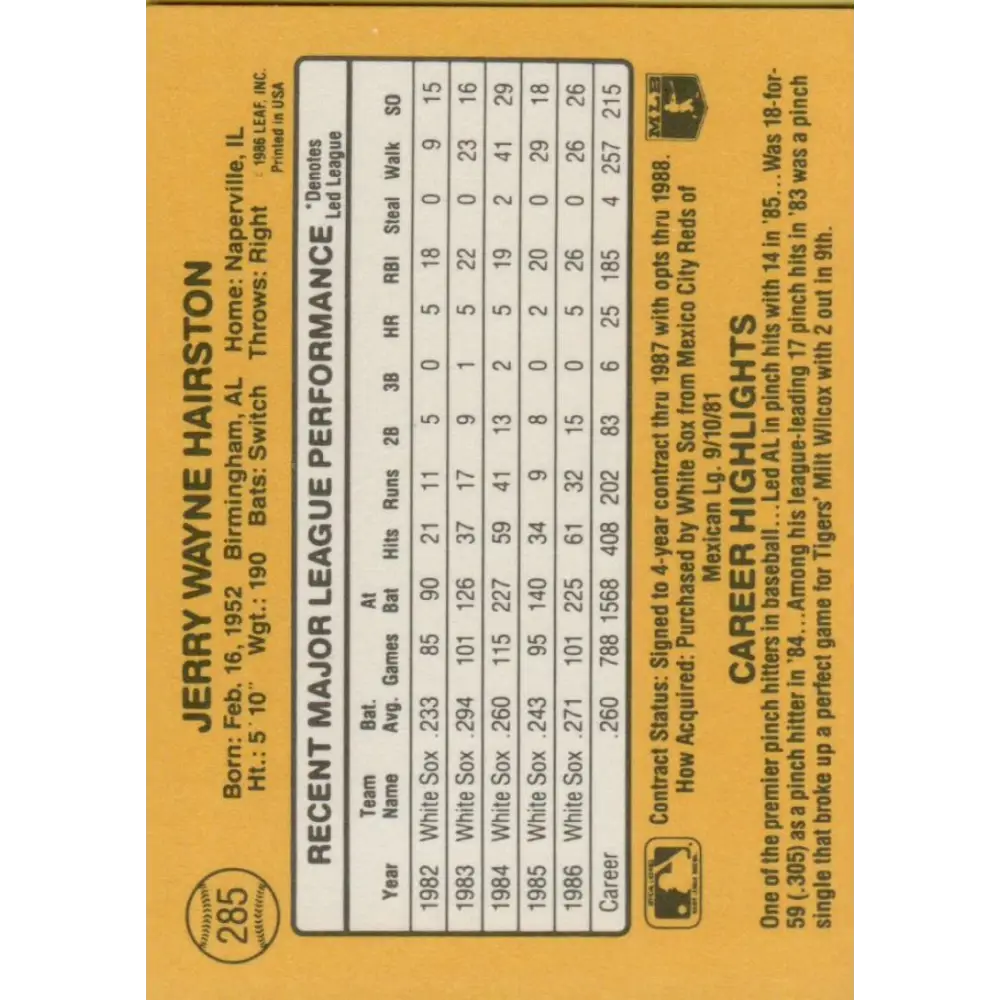 285
JERRY WAYNE HAIRSTON
Born: Feb. 16, 1952 Birmingham, AL Home: Naperville, IL
Ht.: 5' 10" Wgt.: 190 Bats: Switch Throws: Right
© 1986 LEAF, INC.
Printed in USA
RECENT MAJOR LEAGUE PERFORMANCE *Denotes Led League
Year Team Name Bat. Avg. Games At Bat Hits Runs 2B 3B HR RBI Steal Walk SO
1982 White Sox .233 85 90 21 11 5 0 5 18 0 9 15
1983 White Sox .294 101 126 37 17 9 1 5 22 0 23 16
1984 White Sox .260 115 227 59 41 13 2 5 19 2 41 29
1985 White Sox .243 95 140 34 9 8 0 2 20 0 29 18
1986 White Sox .271 101 225 61 32 15 0 5 26 0 26 26
Career .260 788 1568 408 202 83 6 25 185 4 257 215
Contract Status: Signed to 4-year contract thru 1987 with opts thru 1988.
How Acquired: Purchased by White Sox from Mexico City Reds of
Mexican Lg. 9/10/81
MLB
CAREER HIGHLIGHTS
One of the premier pinch hitters in baseball...Led AL in pinch hits with 14 in '85...Was 18-for-
59 (.305) as a pinch hitter in '84...Among his league-leading 17 pinch hits in '83 was a pinch
single that broke up a perfect game for Tigers' Milt Wilcox with 2 out in 9th.